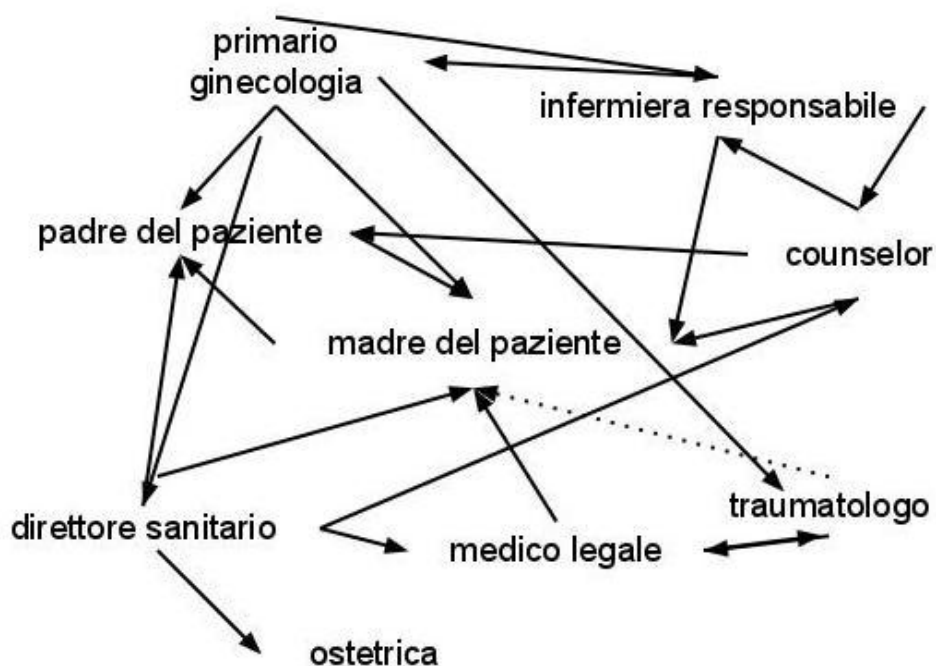 primario
ginecologia
infermiera responsabile
padre del paziente
counselor
madre del paziente
traumatologo
direttore sanitario
medico legale
ostetrica